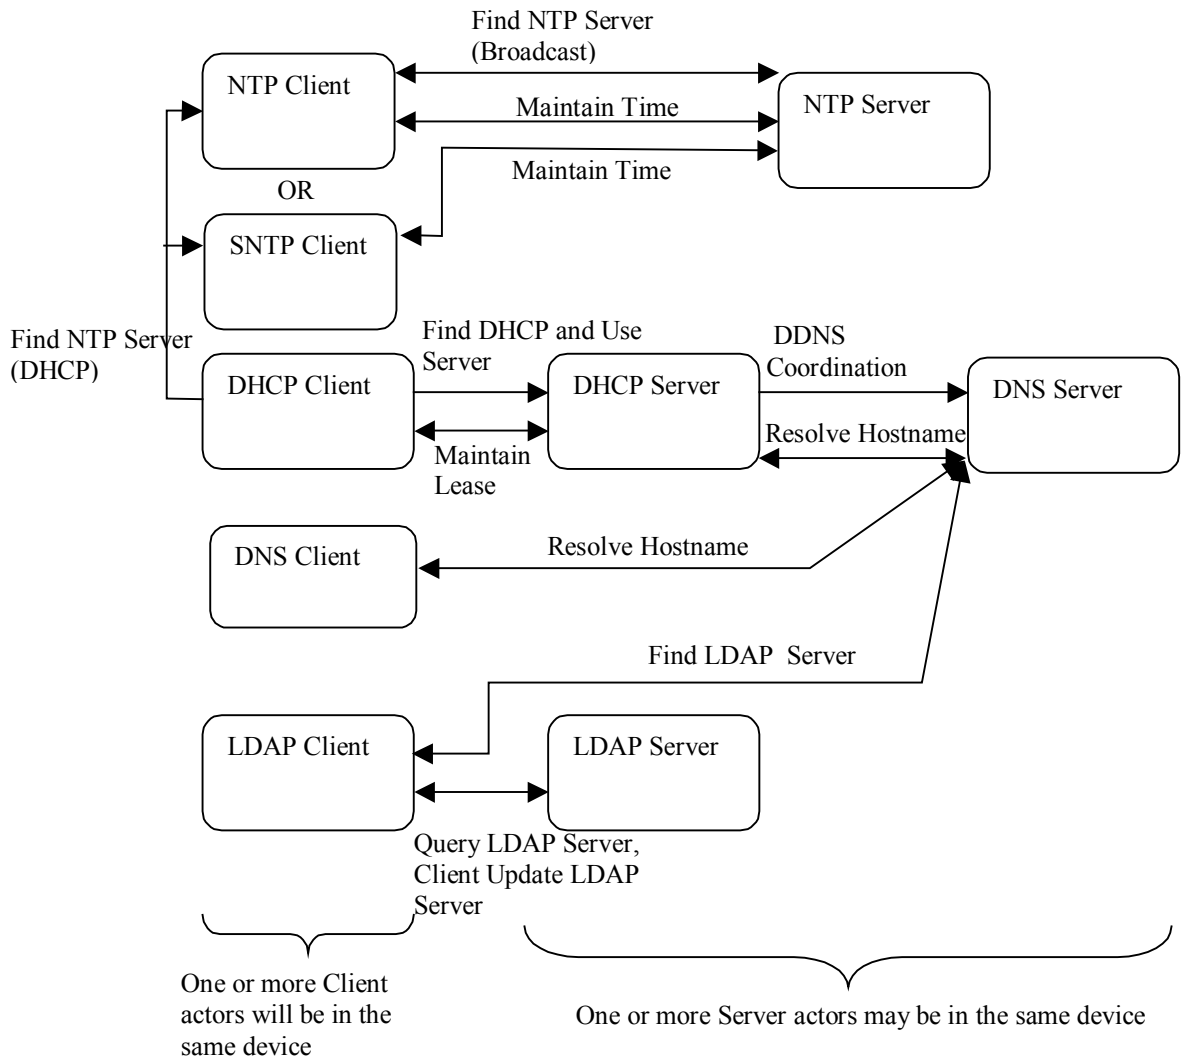 Find NTP Server
(Broadcast)
NTP Client
NTP Server
Maintain Time
Maintain Time
OR
SNTP Client
Find NTP Server
(DHCP)
Find DHCP and Use
Server
DDNS
Coordination
DHCP Client
DHCP Server
DNS Server
Resolve Hostname
Maintain
Lease
DNS Client
Resolve Hostname
Find LDAP Server
LDAP Client
LDAP Server
Query LDAP Server,
Client Update LDAP
Server
One or more Client
actors will be in the
same device
One or more Server actors may be in the same device